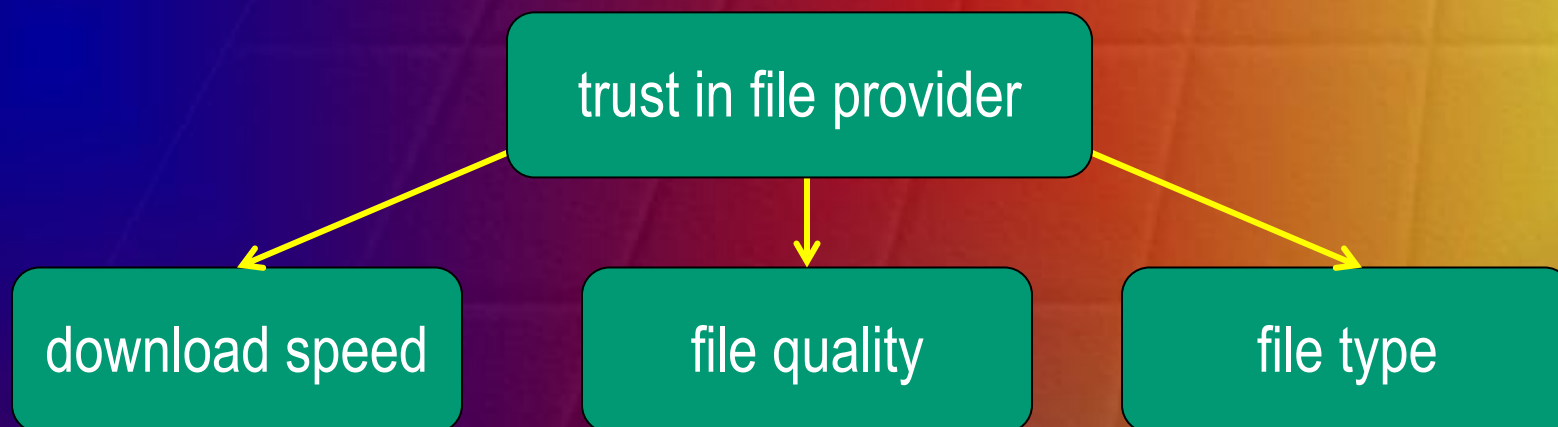 trust in file provider
download speed
file quality
file type